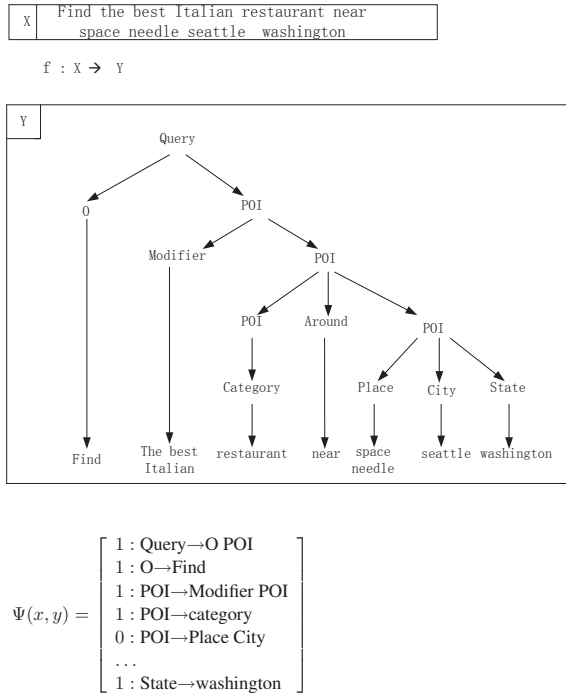 X
Find the best Italian restaurant near
space needle seattle washington
f : X → Y
Y
Query
O POI
Modifier POI
POI Around POI
Category Place City State
Find The best Italian restaurant near space needle seattle washington
Ψ(x, y) =
1 : Query→O POI
1 : O→Find
1 : POI→Modifier POI
1 : POI→category
0 : POI→Place City
...
1 : State→washington